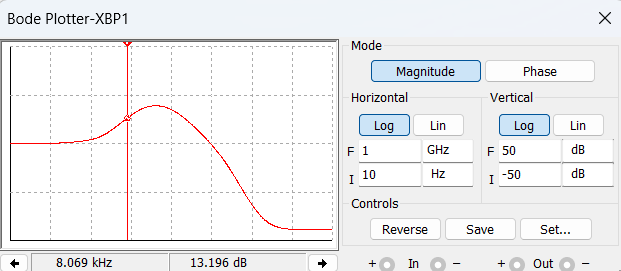 Bode Plotter-XBP1
Mode
Magnitude Phase
Horizontal Vertical
Log Lin Log Lin
F 1 GHz F 50 dB
I 10 Hz I -50 dB
Controls
Reverse Save Set...
8.069 kHz 13.196 dB + In − + Out −